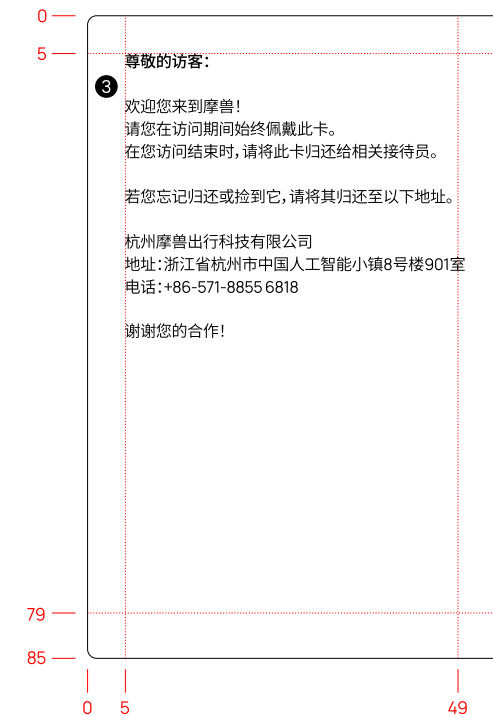 0
5
尊敬的访客：
3
欢迎您来到摩兽！
请您在访问期间始终佩戴此卡。
在您访问结束时，请将此卡归还给相关接待员。
若您忘记归还或捡到它，请将其归还至以下地址。
杭州摩兽出行科技有限公司
地址：浙江省杭州市中国人工智能小镇8号楼901室
电话：+86-571-8855 6818
谢谢您的合作！
79
85
0
5
49